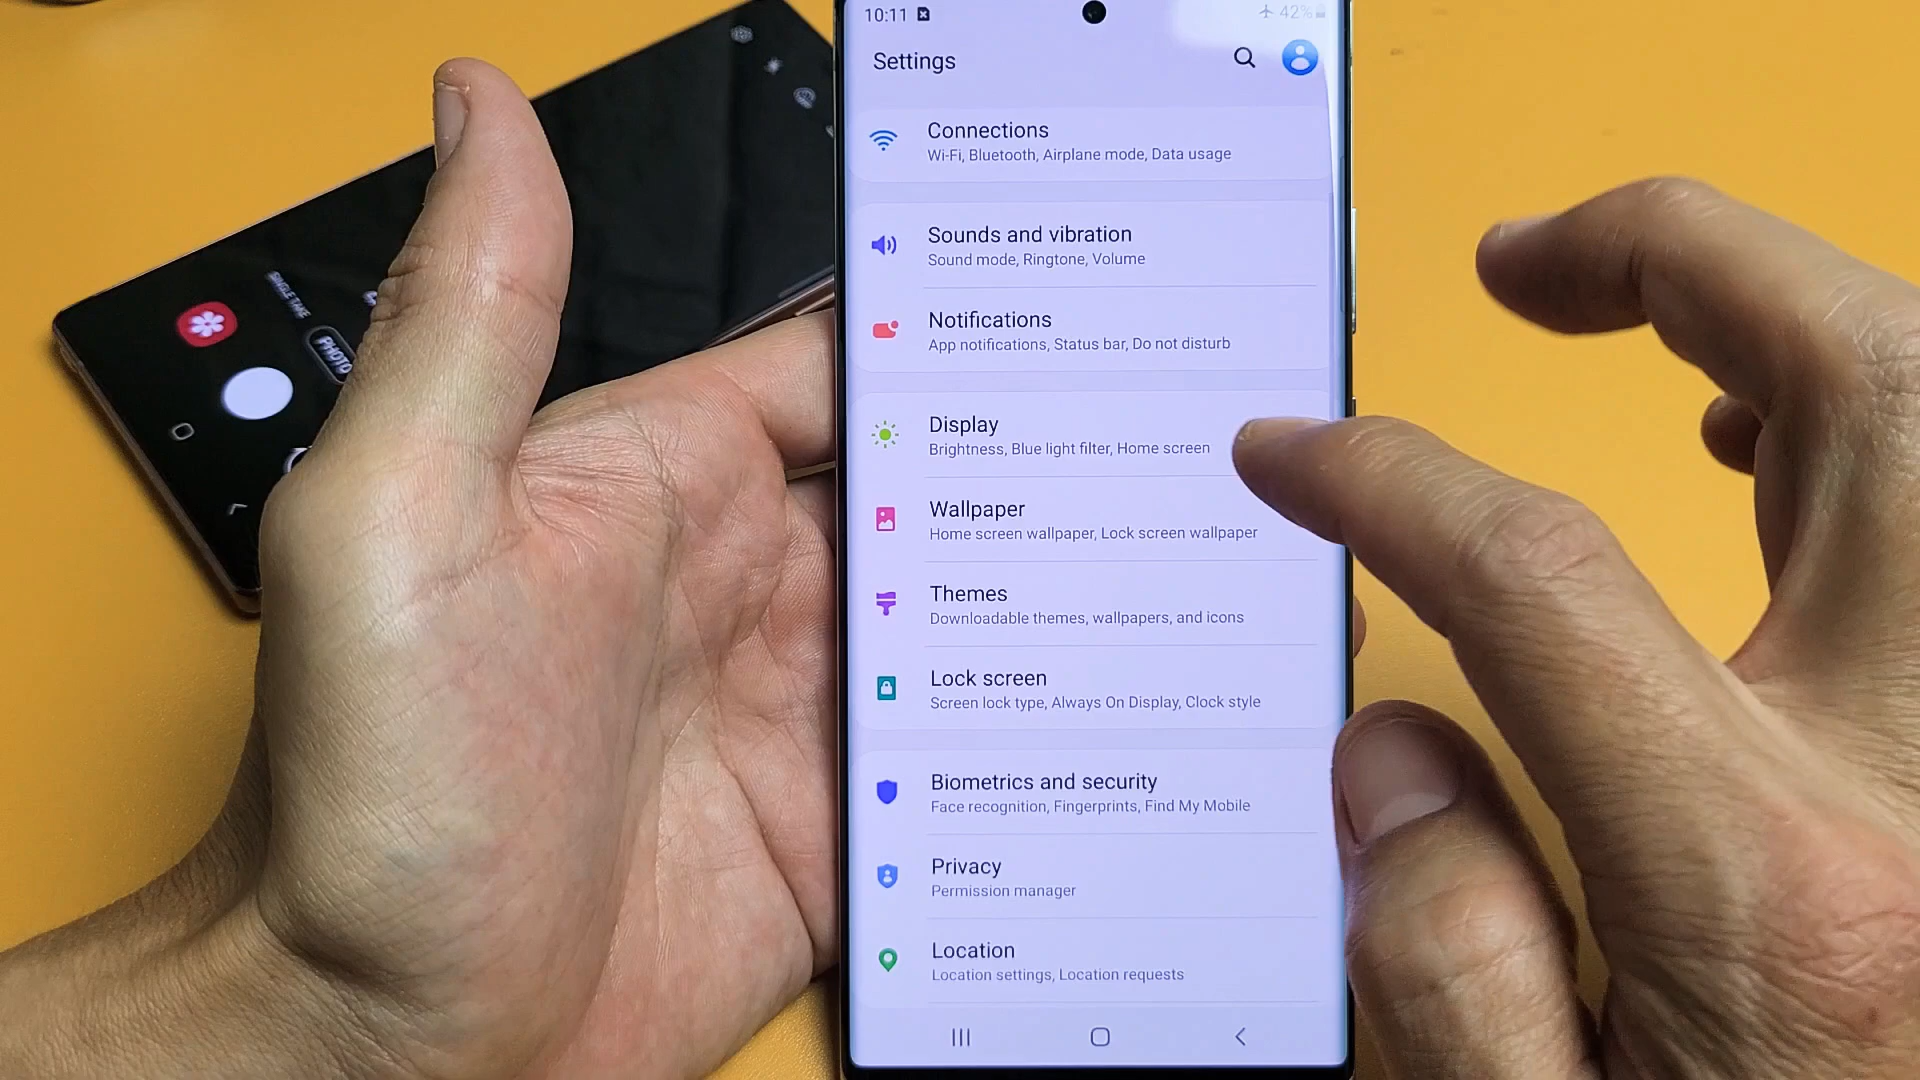 10:11
42%
Settings
Connections
Wi-Fi, Bluetooth, Airplane mode, Data usage
Sounds and vibration
Sound mode, Ringtone, Volume
Notifications
App notifications, Status bar, Do not disturb
Display
Brightness, Blue light filter, Home screen
Wallpaper
Home screen wallpaper, Lock screen wallpaper
Themes
Downloadable themes, wallpapers, and icons
Lock screen
Screen lock type, Always On Display, Clock style
Biometrics and security
Face recognition, Fingerprints, Find My Mobile
Privacy
Permission manager
Location
Location settings, Location requests
SINGLE TAKE
PHOTO